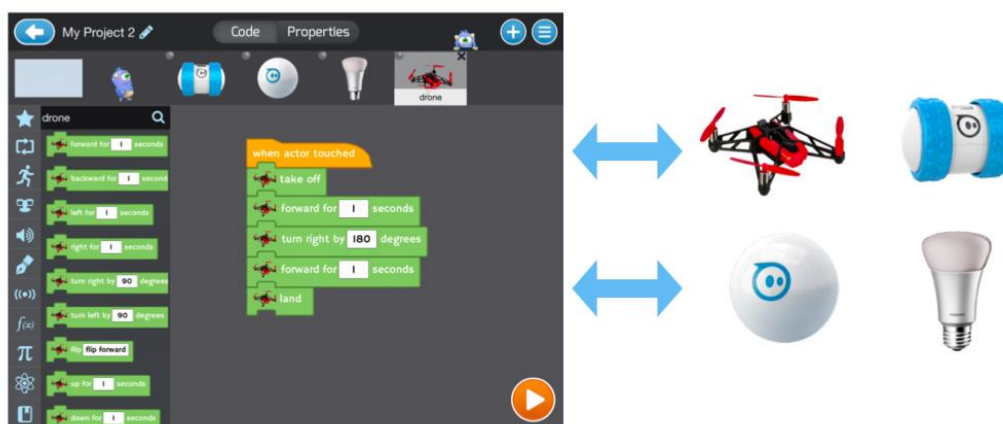 My Project 2
Code
Properties
drone
drone
forward for 1 seconds
backward for 1 second
left for 1 seconds
right for 1 seconds
turn right by 90 degrees
turn left by 90 degrees
flip flip forward
up for 1 seconds
down for 1 seconds
f(x)
π
when actor touched
take off
forward for 1 seconds
turn right by 180 degrees
forward for 1 seconds
land